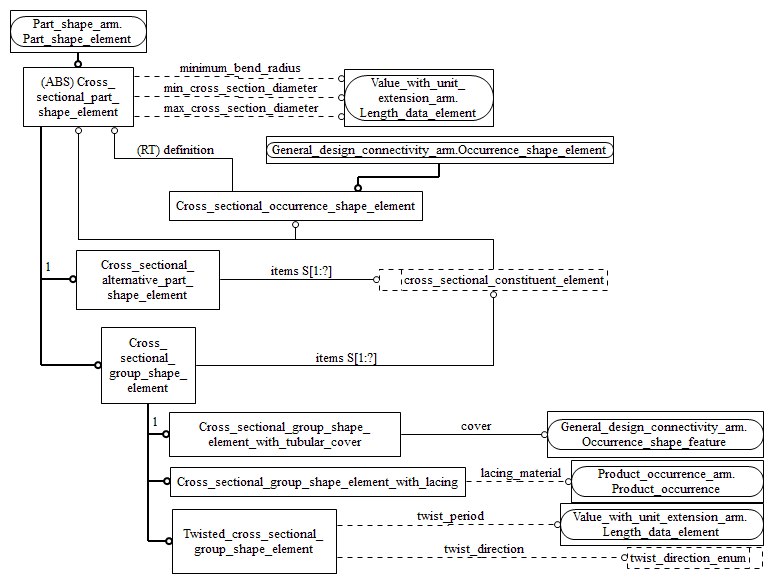 Part_shape_arm.
Part_shape_element
(ABS) Cross_
sectional_part_
shape_element
minimum_bend_radius
min_cross_section_diameter
max_cross_section_diameter
Value_with_unit_
extension_arm.
Length_data_element
(RT) definition
General_design_connectivity_arm.Occurrence_shape_element
Cross_sectional_occurrence_shape_element
1
Cross_sectional_
alternative_part_
shape_element
items S[1:?]
cross_sectional_constituent_element
Cross_
sectional_
group_shape_
element
items S[1:?]
1
Cross_sectional_group_shape_
element_with_tubular_cover
cover
General_design_connectivity_arm.
Occurrence_shape_feature
Cross_sectional_group_shape_element_with_lacing
lacing_material
Product_occurrence_arm.
Product_occurrence
Twisted_cross_sectional_
group_shape_element
twist_period
Value_with_unit_extension_arm.
Length_data_element
twist_direction
twist_direction_enum